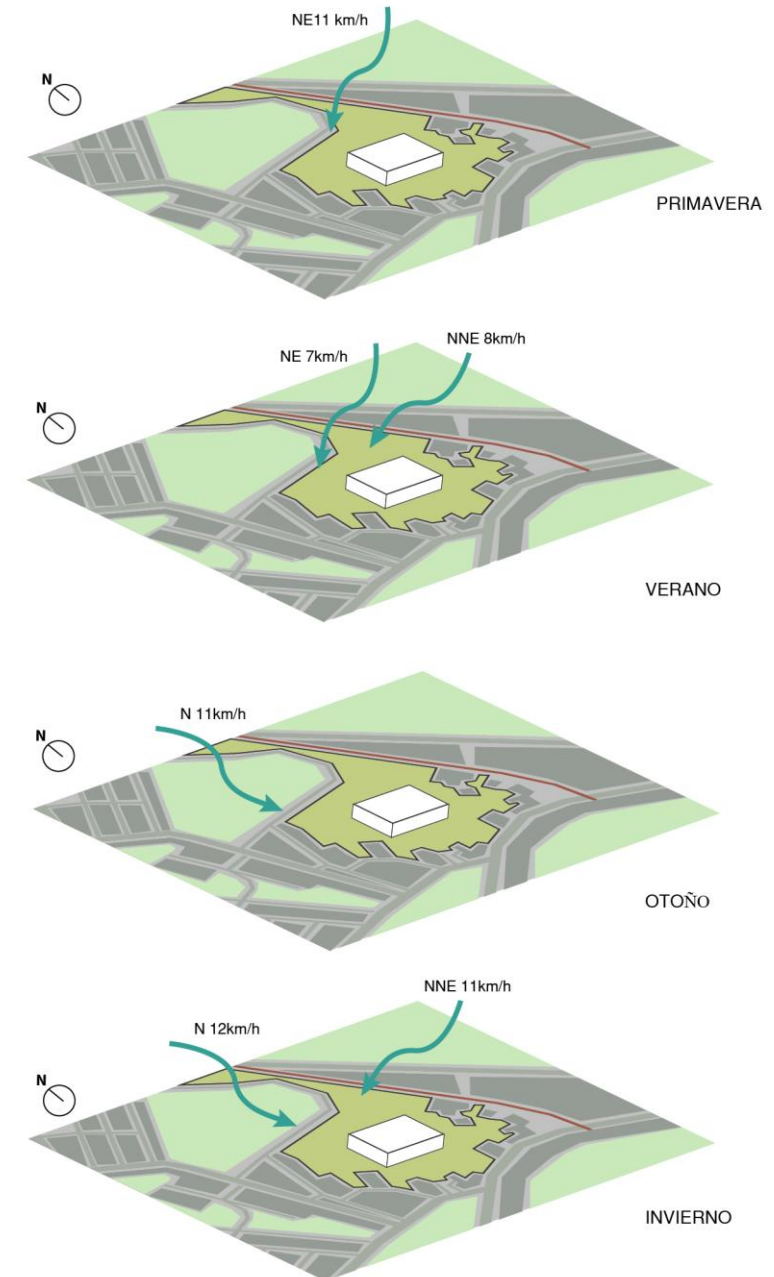 NE11 km/h
N
PRIMAVERA
NE 7km/h
NNE 8km/h
N
VERANO
N 11km/h
N
OTOÑO
NNE 11km/h
N 12km/h
N
INVIERNO